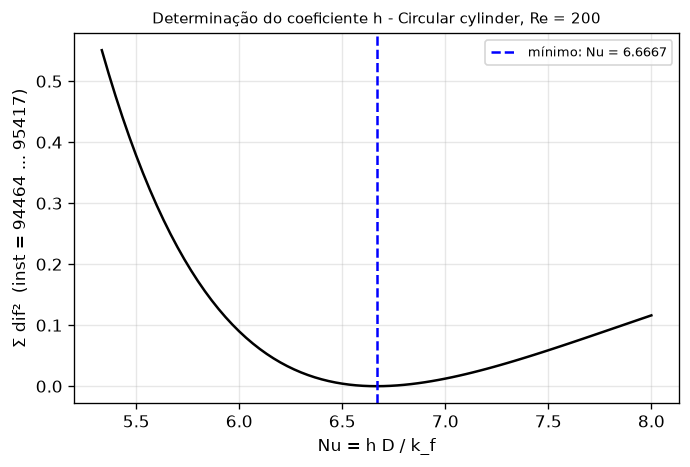 Determinação do coeficiente h - Circular cylinder, Re = 200
mínimo: Nu = 6.6667
Σ dif² (inst = 94464 ... 95417)
0.5
0.4
0.3
0.2
0.1
0.0
5.5 6.0 6.5 7.0 7.5 8.0
Nu = h D / k_f